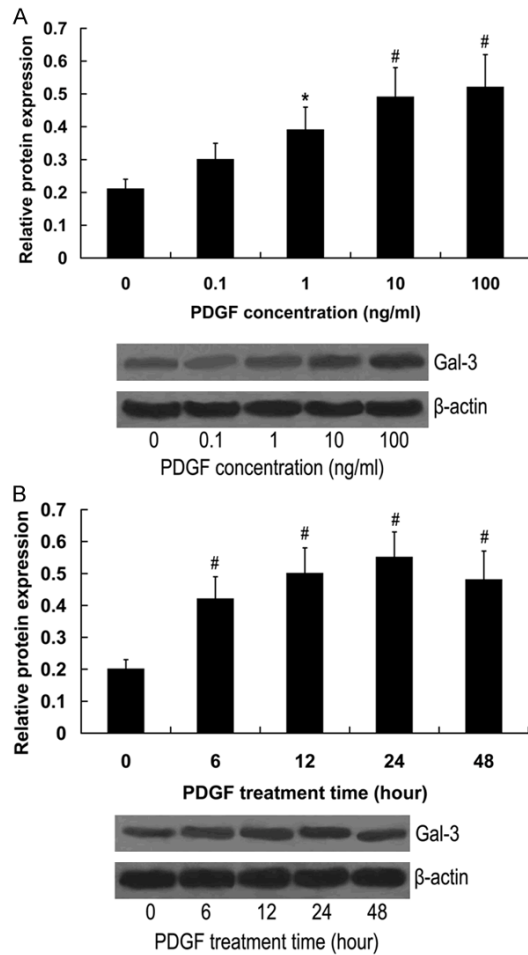 A
Relative protein expression
0.7
0.6
0.5
0.4
0.3
0.2
0.1
0
*
#
#
0 0.1 1 10 100
PDGF concentration (ng/ml)
Gal-3
β-actin
0 0.1 1 10 100
PDGF concentration (ng/ml)
B
Relative protein expression
0.7
0.6
0.5
0.4
0.3
0.2
0.1
0
#
#
#
#
0 6 12 24 48
PDGF treatment time (hour)
Gal-3
β-actin
0 6 12 24 48
PDGF treatment time (hour)